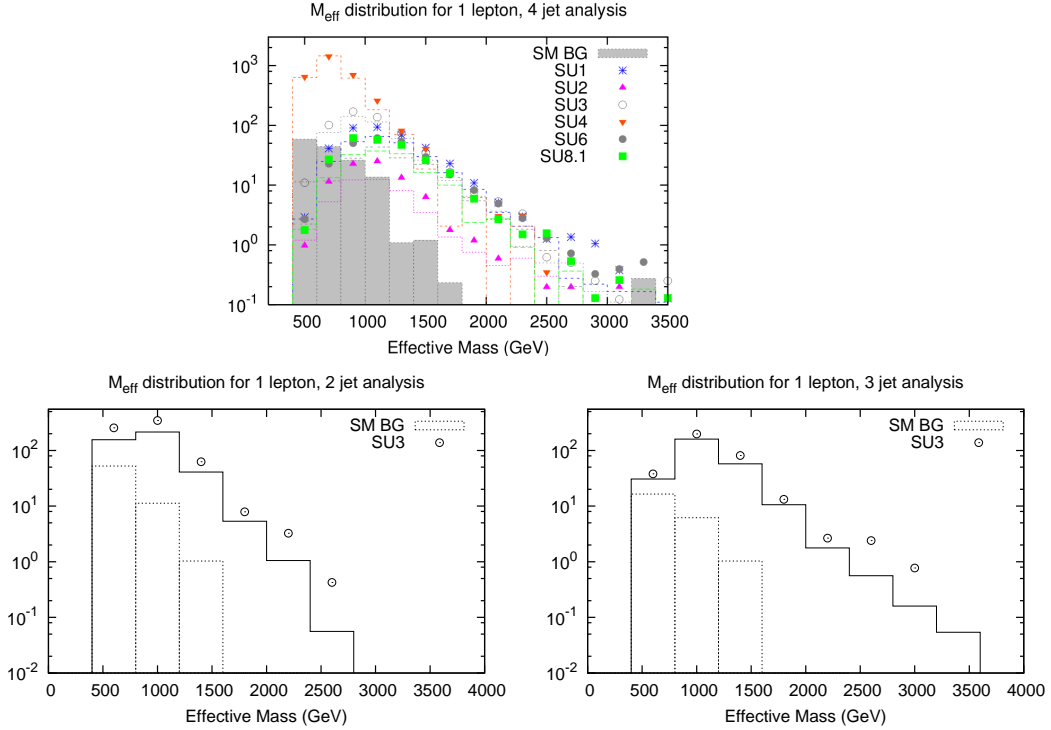 M_eff distribution for 1 lepton, 4 jet analysis
10^3
10^2
10^1
10^0
10^-1
500 1000 1500 2000 2500 3000 3500
Effective Mass (GeV)
SM BG
SU1
SU2
SU3
SU4
SU6
SU8.1
M_eff distribution for 1 lepton, 2 jet analysis
10^2
10^1
10^0
10^-1
10^-2
0 500 1000 1500 2000 2500 3000 3500 4000
Effective Mass (GeV)
SM BG
SU3
M_eff distribution for 1 lepton, 3 jet analysis
10^2
10^1
10^0
10^-1
10^-2
0 500 1000 1500 2000 2500 3000 3500 4000
Effective Mass (GeV)
SM BG
SU3